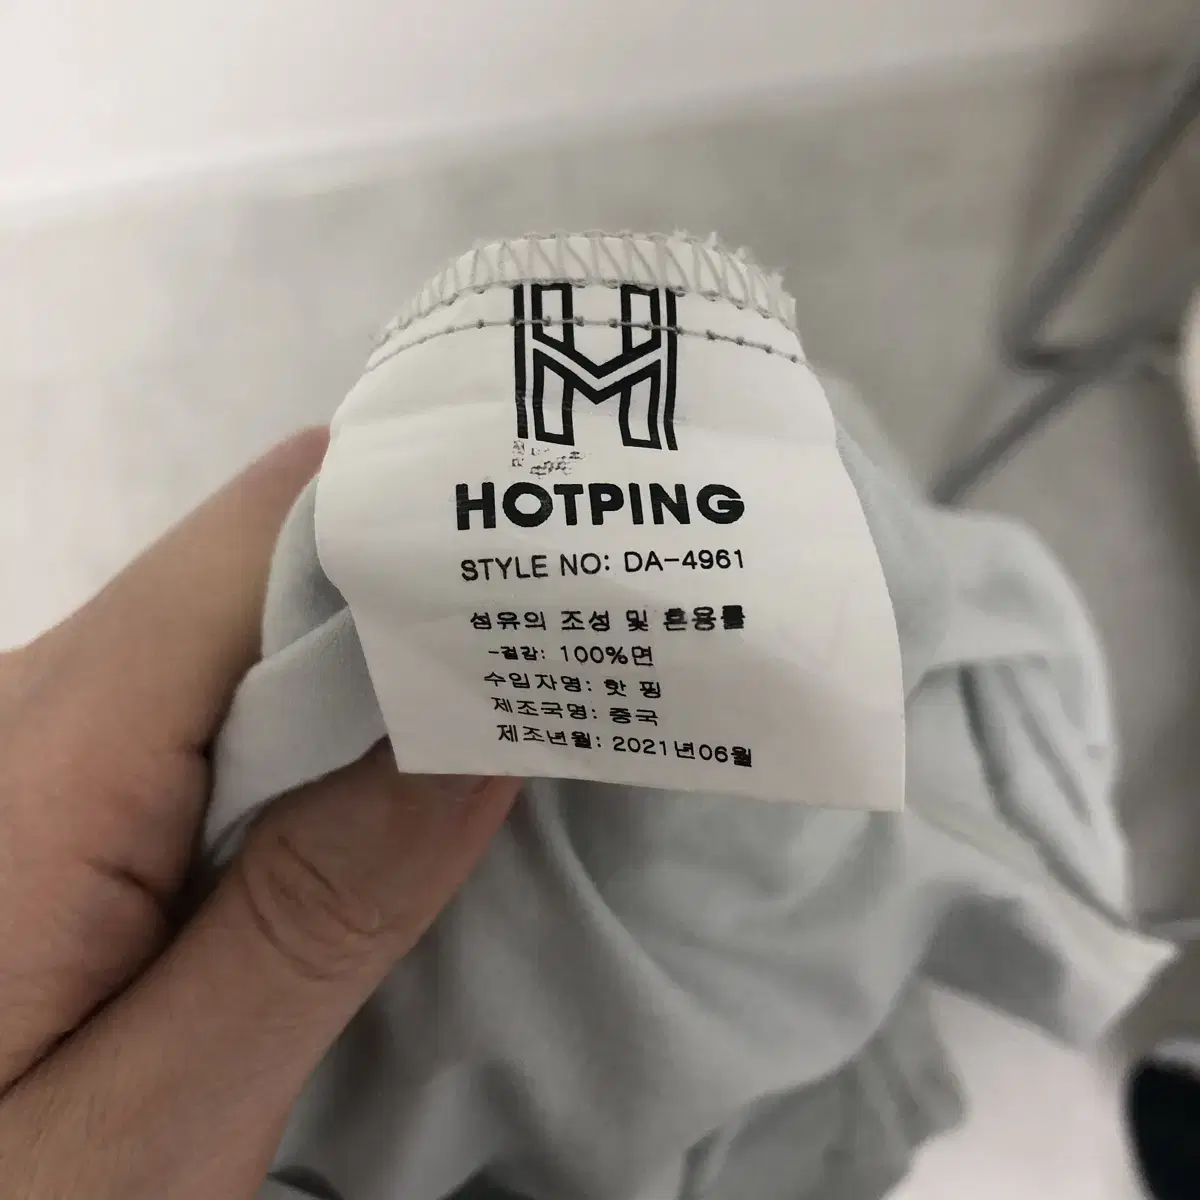 HOTPING
STYLE NO: DA-4961
섬유의 조성 및 혼용률
-겉감: 100%면
수입자명: 핫 핑
제조국명: 중국
제조년월: 2021년06월